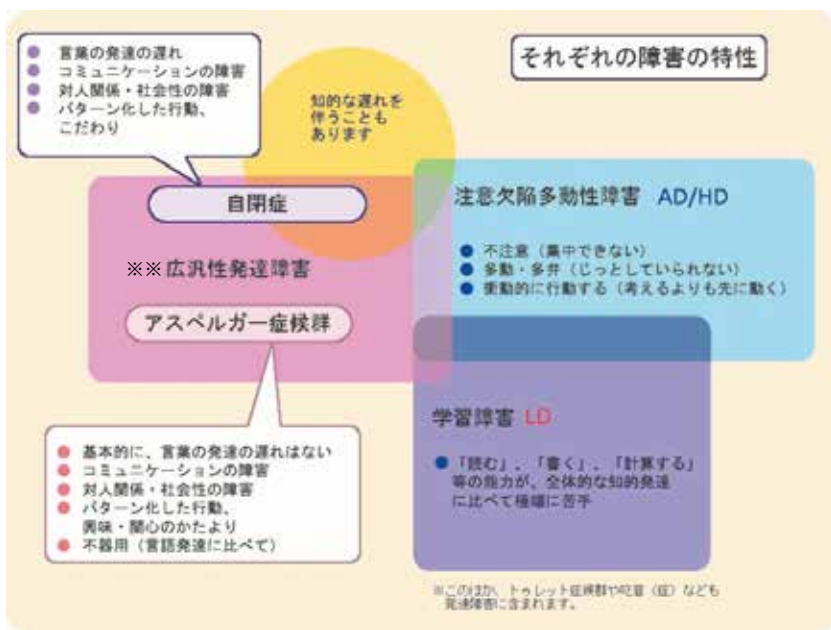 それぞれの障害の特性
言葉の発達の遅れ
コミュニケーションの障害
対人関係・社会性の障害
パターン化した行動、
こだわり
知的な遅れを
伴うことも
あります
自閉症
※※広汎性発達障害
アスペルガー症候群
基本的に、言葉の発達の遅れはない
コミュニケーションの障害
対人関係・社会性の障害
パターン化した行動、
興味・関心のかたより
不器用（言語発達に比べて）
注意欠陥多動性障害 AD/HD
不注意（集中できない）
多動・多弁（じっとしていられない）
衝動的に行動する（考えるよりも先に動く）
学習障害 LD
「読む」、「書く」、「計算する」
等の能力が、全体的な知的発達
に比べて極端に苦手
※このほか、トゥレット症候群や吃音（症）なども
発達障害に含まれます。